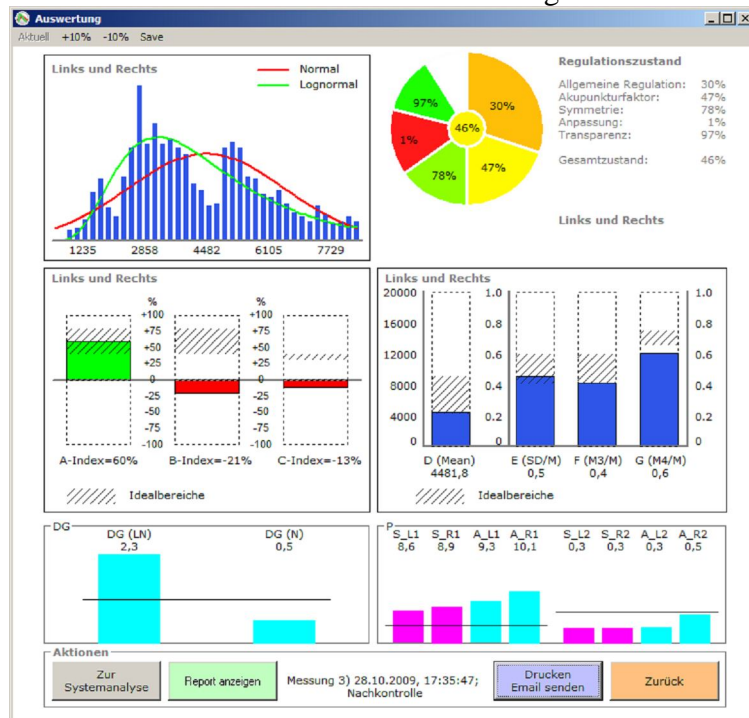 Auswertung
Aktuell +10% -10% Save
Links und Rechts
Normal
Lognormal
1235 2858 4482 6105 7729
97%
30%
46%
1%
78%
47%
Regulationszustand
Allgemeine Regulation: 30%
Akupunkturfaktor: 47%
Symmetrie: 78%
Anpassung: 1%
Transparenz: 97%
Gesamtzustand: 46%
Links und Rechts
Links und Rechts
% %
+100 +100
+75 +75
+50 +50
+25 +25
0 0
-25 -25
-50 -50
-75 -75
-100 -100
A-Index=60% B-Index=-21% C-Index=-13%
Idealbereiche
Links und Rechts
20000 1.0 1.0
16000 0.8 0.8
12000 0.6 0.6
8000 0.4 0.4
4000 0.2 0.2
0 0 0
D (Mean) E (SD/M) F (M3/M) G (M4/M)
4481,8 0,5 0,4 0,6
Idealbereiche
DG
DG (LN) DG (N)
2,3 0,5
P
S_L1 S_R1 A_L1 A_R1 S_L2 S_R2 A_L2 A_R2
8,6 8,9 9,3 10,1 0,3 0,3 0,3 0,5
Aktionen
Zur
Systemanalyse
Report anzeigen
Messung 3) 28.10.2009, 17:35:47;
Nachkontrolle
Drucken
Email senden
Zurück